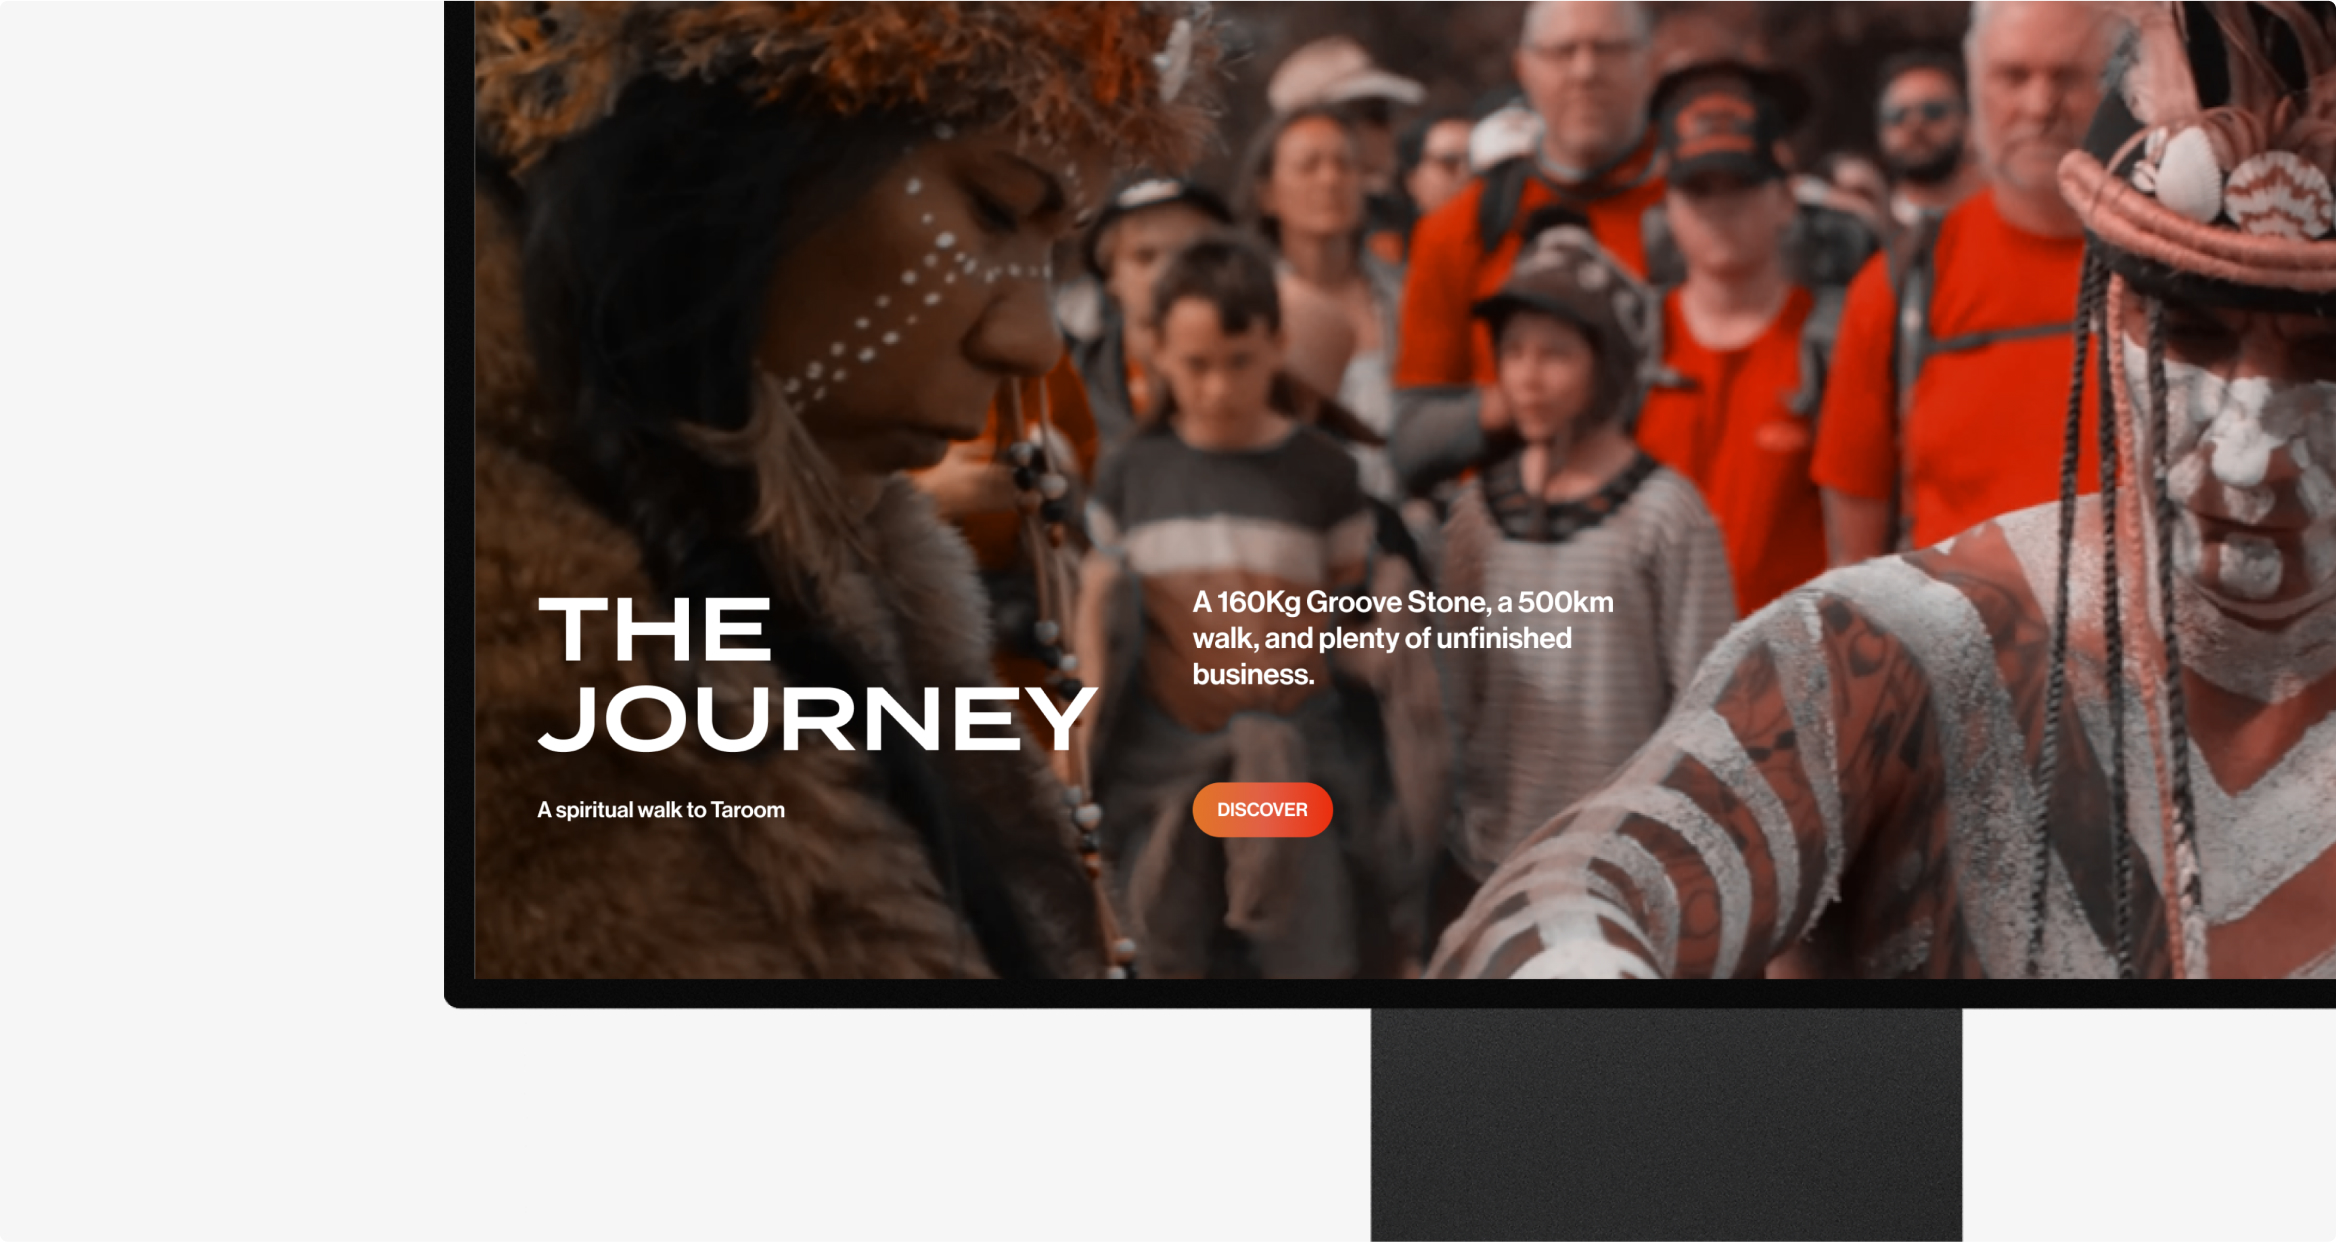 THE
JOURNEY
A spiritual walk to Taroom
A 160Kg Groove Stone, a 500km
walk, and plenty of unfinished
business.
DISCOVER